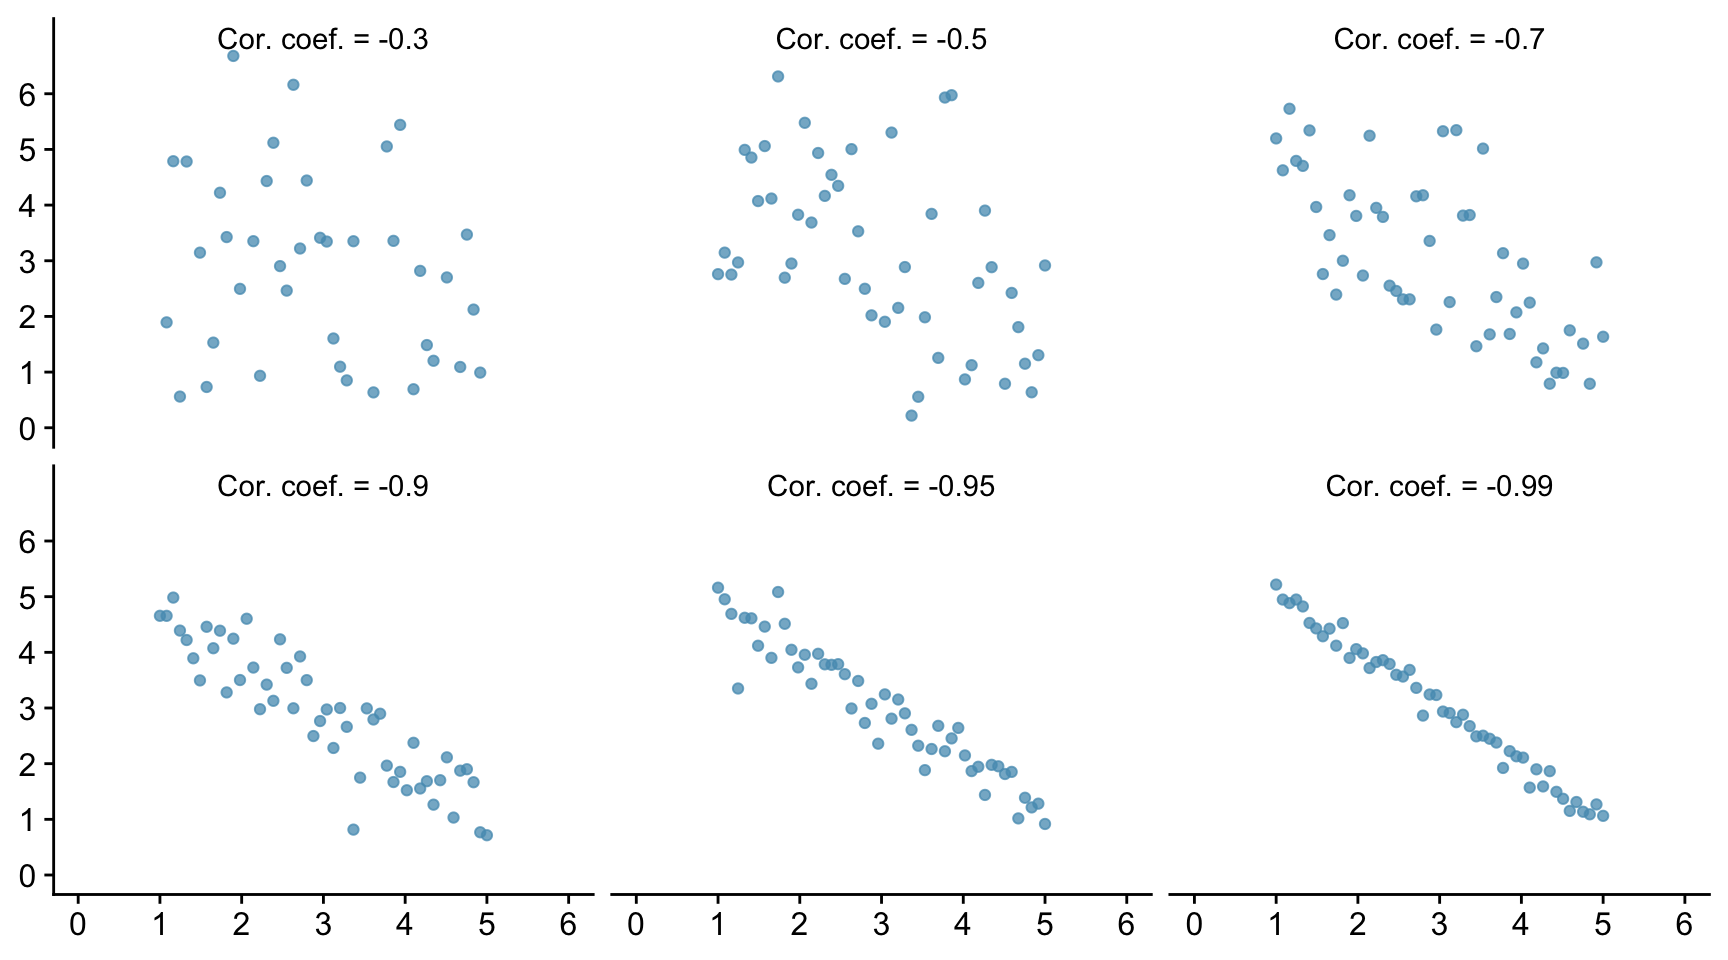 Cor. coef. = -0.3
Cor. coef. = -0.5
Cor. coef. = -0.7
6
5
4
3
2
1
0
Cor. coef. = -0.9
Cor. coef. = -0.95
Cor. coef. = -0.99
6
5
4
3
2
1
0
0 1 2 3 4 5 6
0 1 2 3 4 5 6
0 1 2 3 4 5 6